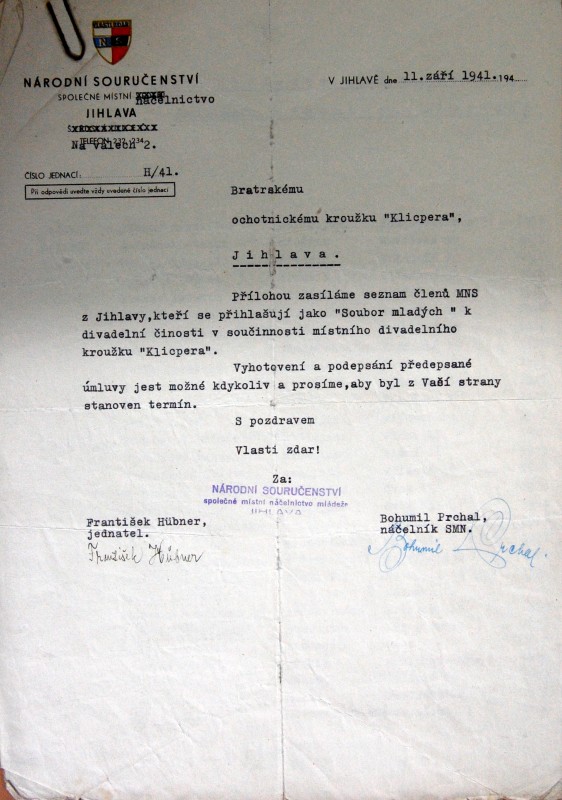 NÁRODNÍ SOURUČENSTVÍ
SPOLEČNÉ MÍSTNÍ náčelnictvo
JIHLAVA
TELEFON 232, 234
Na valech 2.
ČÍSLO JEDNACÍ: H/41.
Při odpovědi uveďte vždy uvedené číslo jednací
V JIHLAVĚ dne 11.září 1941. 194
Bratrskému
ochotnickému kroužku "Klicpera",
Jihlava.
Přílohou zasíláme seznam členů MNS
z Jihlavy,kteří se přihlašují jako "Soubor mladých " k
divadelní činosti v součinnosti místního divadelního
kroužku "Klicpera".
Vyhotovení a podepsání předepsané
úmluvy jest možné kdykoliv a prosíme,aby byl z Vaší strany
stanoven termín.
S pozdravem
Vlasti zdar!
Za:
NÁRODNÍ SOURUČENSTVÍ
společné místní náčelnictvo mládeže
JIHLAVA
František Hübner,
jednatel.
František Hübner
Bohumil Prchal,
náčelník SMN.
Bohumil Prchal.